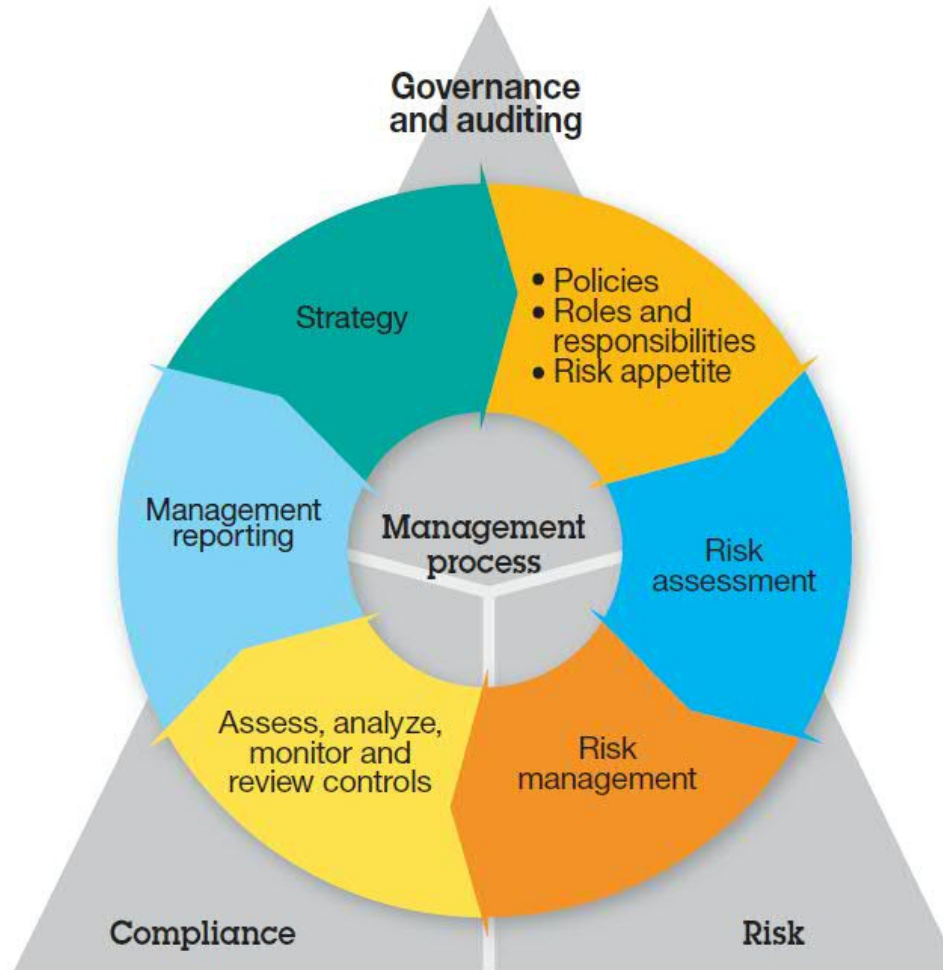 Governance
and auditing
Strategy
• Policies
• Roles and
responsibilities
• Risk appetite
Management
reporting
Management
process
Risk
assessment
Assess, analyze,
monitor and
review controls
Risk
management
Compliance
Risk